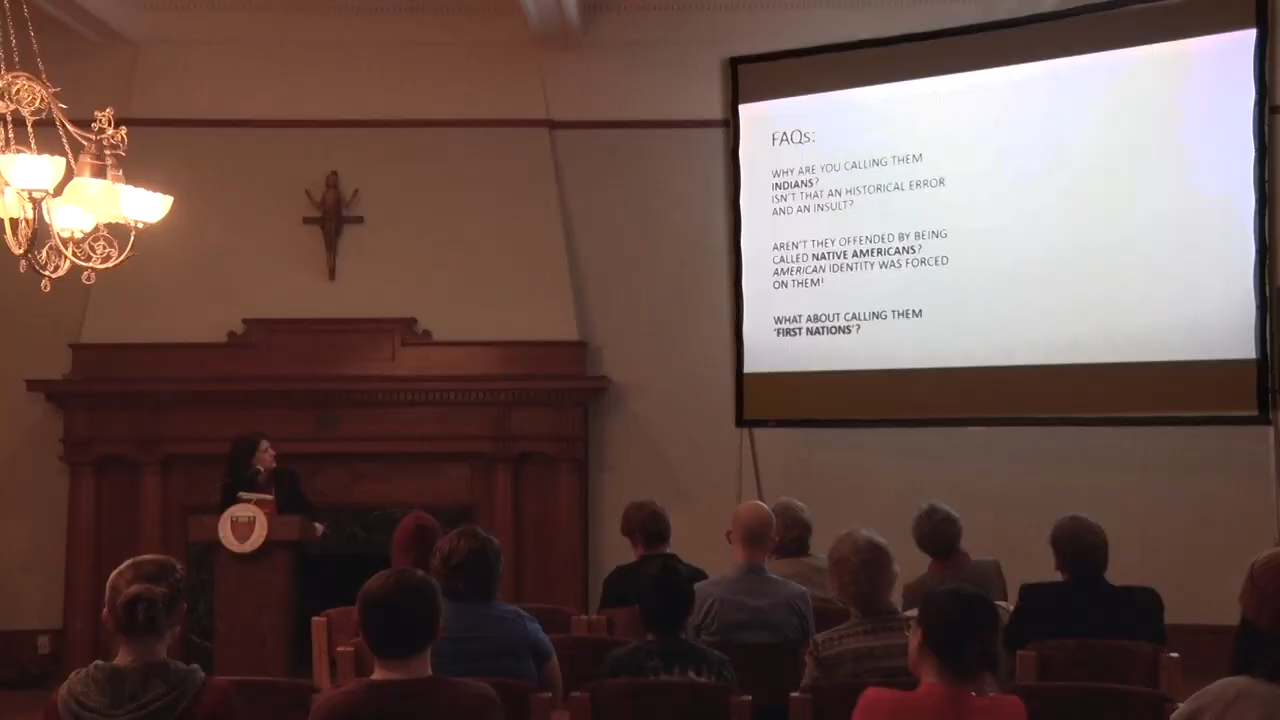 FAQs:
WHY ARE YOU CALLING THEM
INDIANS?
ISN'T THAT AN HISTORICAL ERROR
AND AN INSULT?
AREN'T THEY OFFENDED BY BEING
CALLED NATIVE AMERICANS?
AMERICAN IDENTITY WAS FORCED
ON THEM!
WHAT ABOUT CALLING THEM
'FIRST NATIONS'?